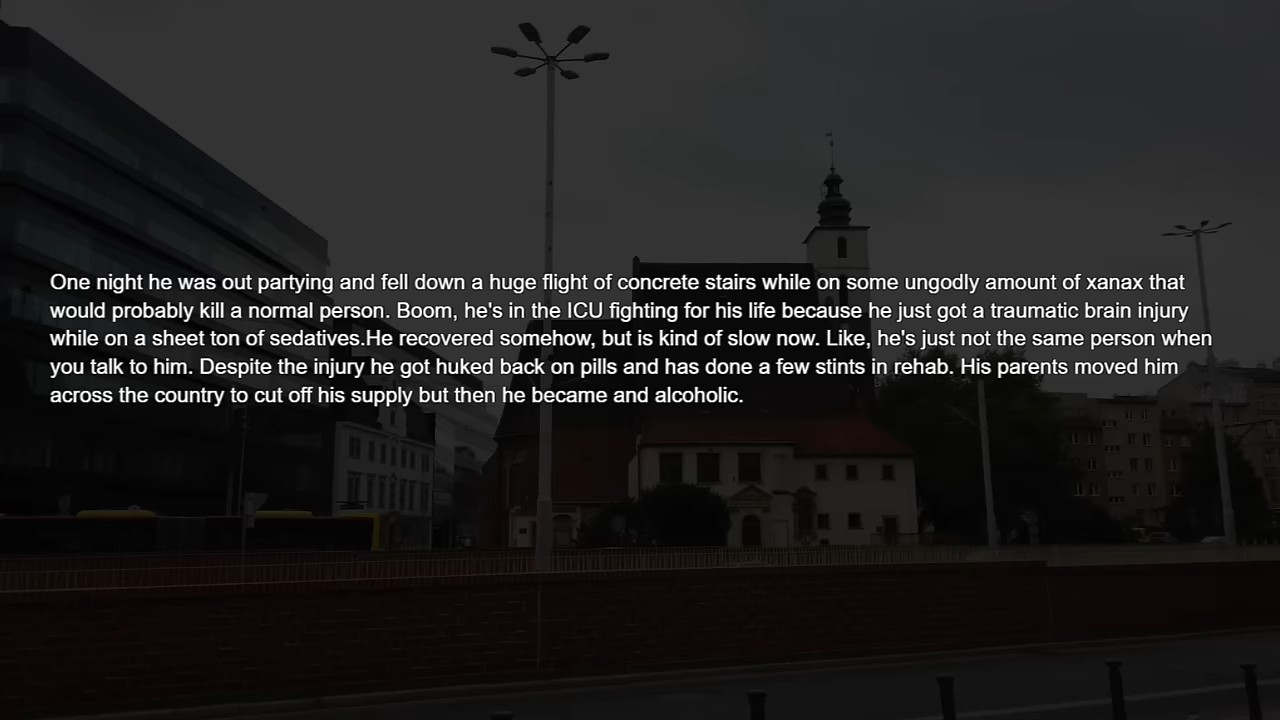 One night he was out partying and fell down a huge flight of concrete stairs while on some ungodly amount of xanax that
would probably kill a normal person. Boom, he's in the ICU fighting for his life because he just got a traumatic brain injury
while on a sheet ton of sedatives.He recovered somehow, but is kind of slow now. Like, he's just not the same person when
you talk to him. Despite the injury he got huked back on pills and has done a few stints in rehab. His parents moved him
across the country to cut off his supply but then he became and alcoholic.